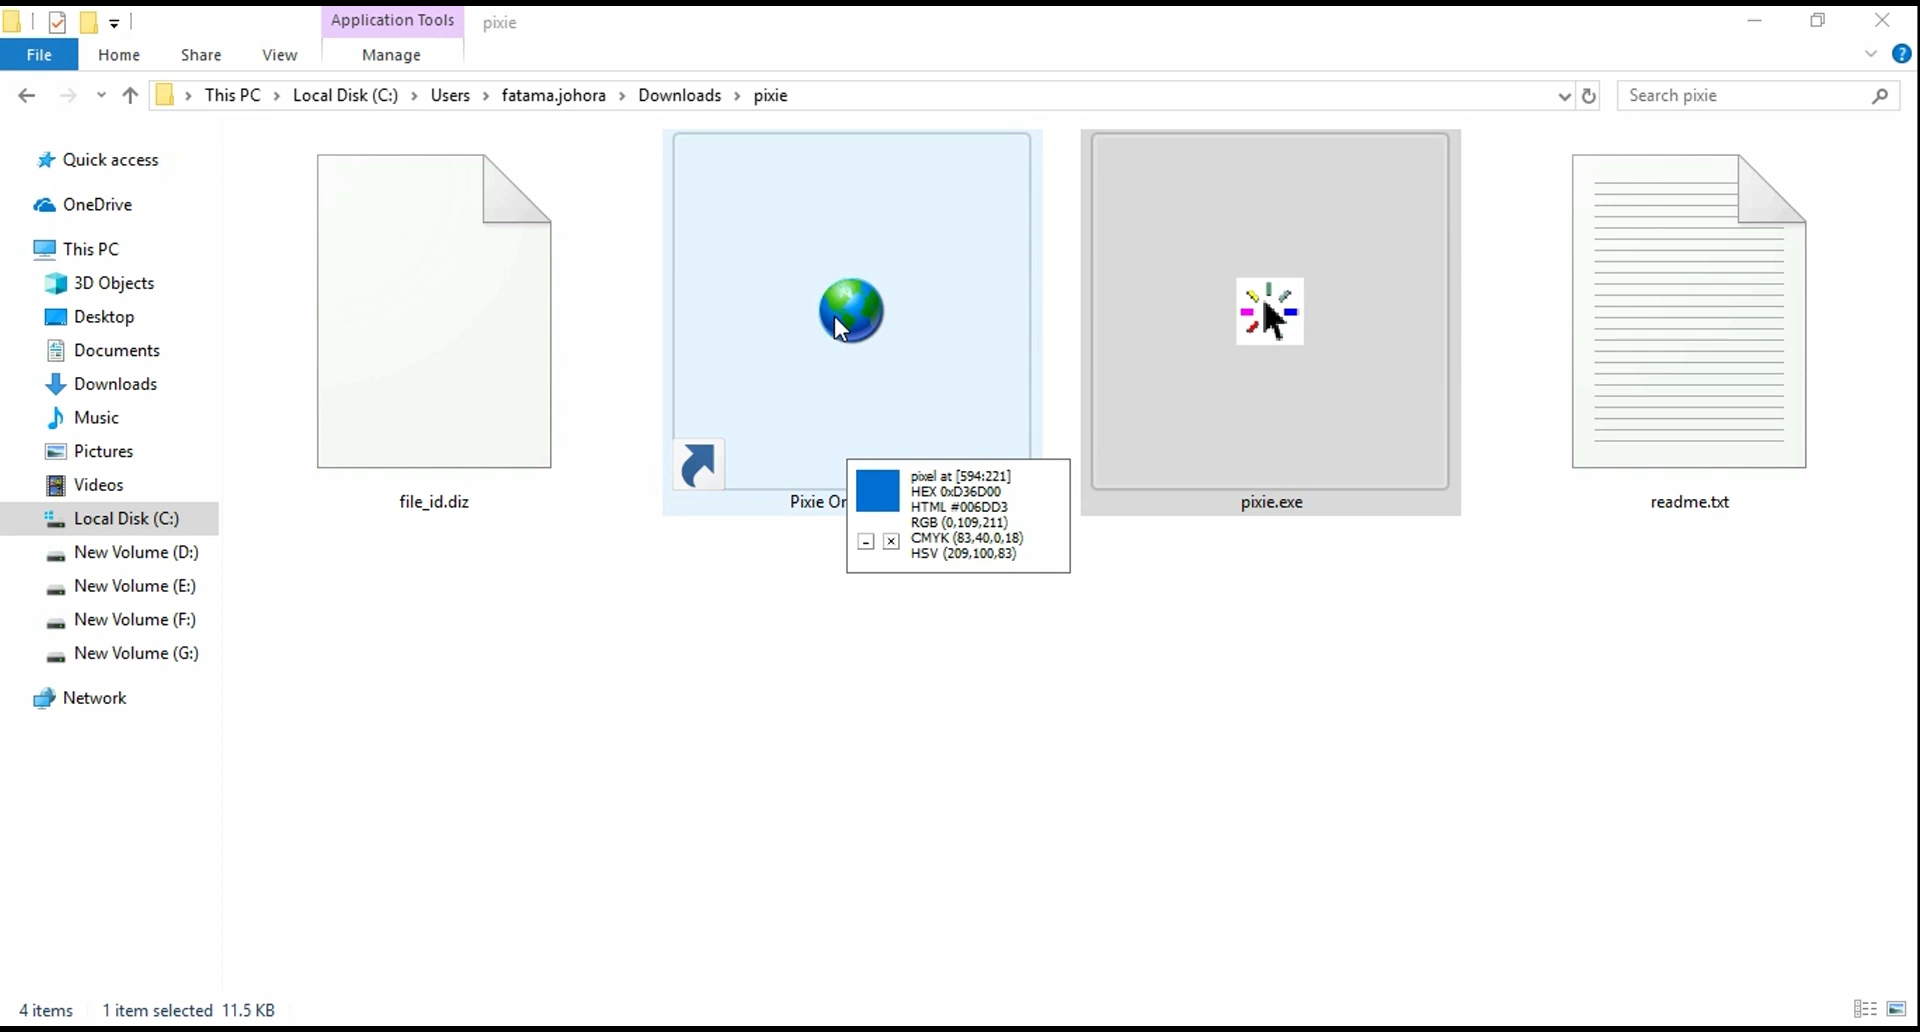 Application Tools
pixie
File
Home
Share
View
Manage
This PC > Local Disk (C:) > Users > fatama.johora > Downloads > pixie
Search pixie
Quick access
OneDrive
This PC
3D Objects
Desktop
Documents
Downloads
Music
Pictures
Videos
Local Disk (C:)
New Volume (D:)
New Volume (E:)
New Volume (F:)
New Volume (G:)
Network
file_id.diz
Pixie
pixie.exe
readme.txt
pixel at [594:221]
HEX 0xD36D00
HTML #006DD3
RGB (0,109,211)
CMYK (83,40,0,18)
HSV (209,100,83)
4 items
1 item selected 11.5 KB